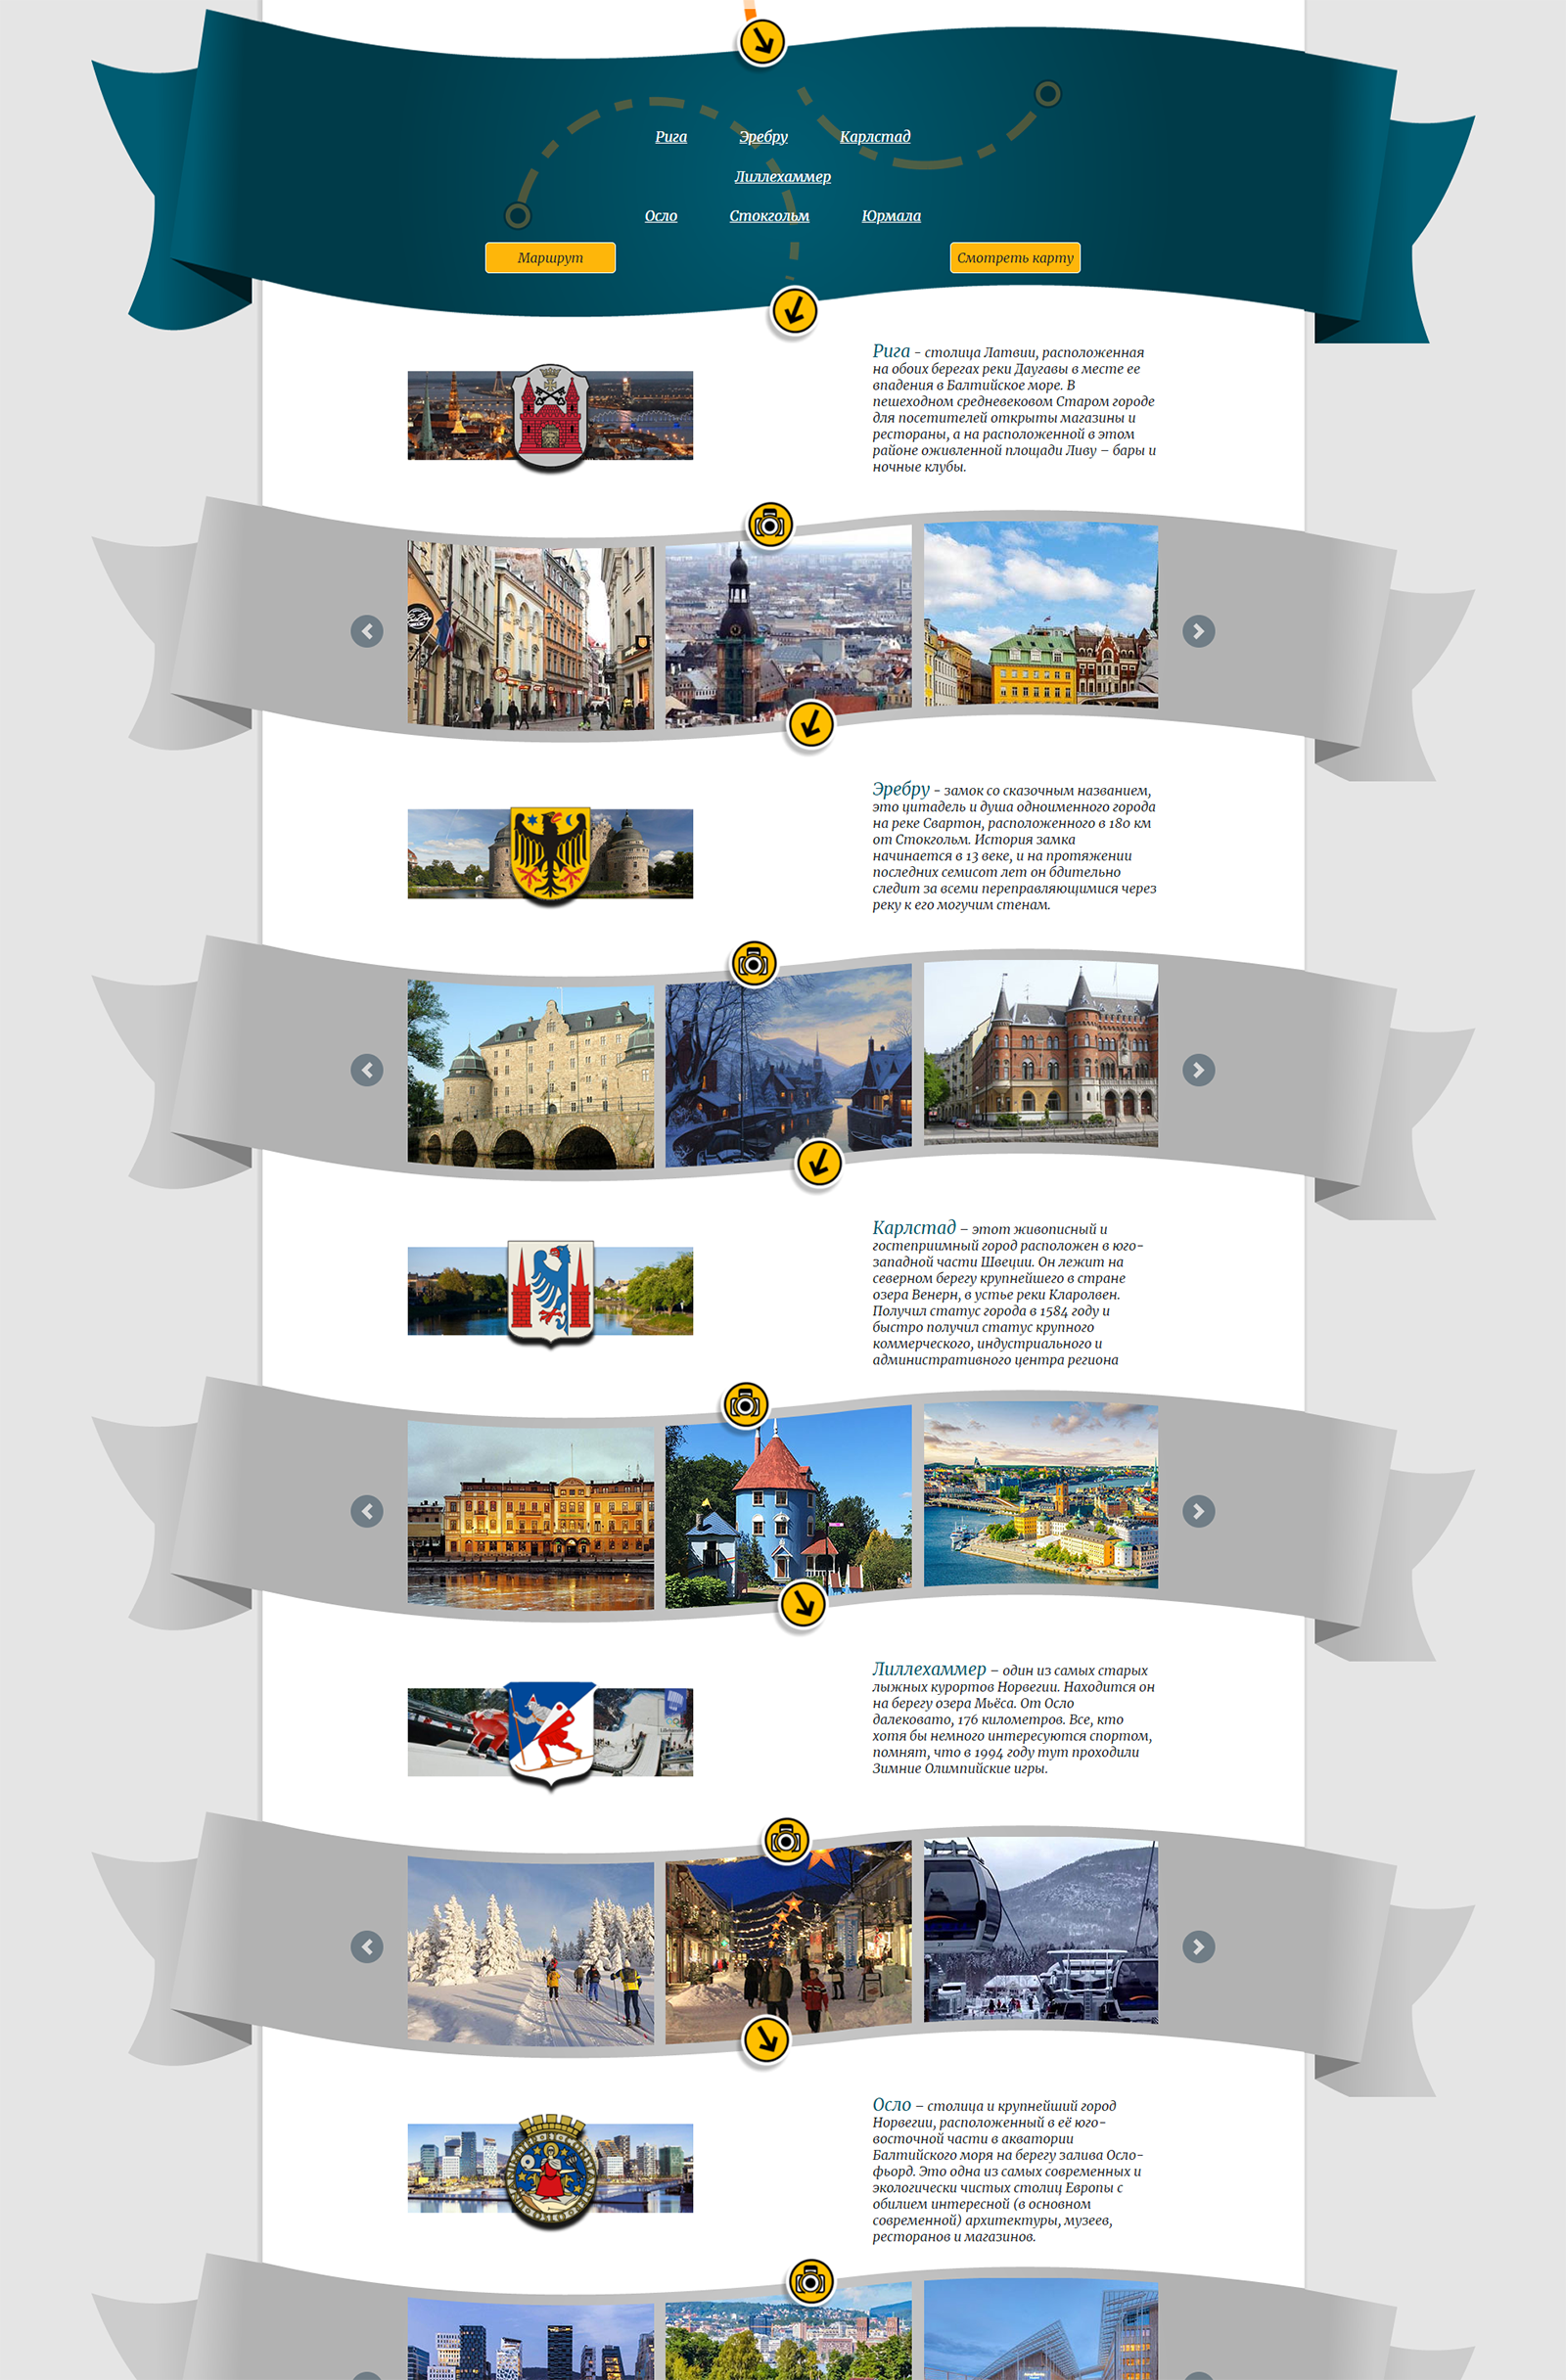 Рига Эребру Карлстад
Лиллехаммер
Осло Стокгольм Юрмала
Маршрут Смотреть карту
Рига - столица Латвии, расположенная
на обоих берегах реки Даугавы в месте ее
впадения в Балтийское море. В
пешеходном средневековом Старом городе
для посетителей открыты магазины и
рестораны, а на расположенной в этом
районе оживленной площади Ливу – бары и
ночные клубы.
Эребру - замок со сказочным названием,
это цитадель и душа одноименного города
на реке Свартон, расположенного в 180 км
от Стокгольм. История замка
начинается в 13 веке, и на протяжении
последних семисот лет он бдительно
следит за всеми переправляющимися через
реку к его могучим стенам.
Карлстад – этот живописный и
гостеприимный город расположен в юго-
западной части Швеции. Он лежит на
северном берегу крупнейшего в стране
озера Венерн, в устье реки Кларолвен.
Получил статус города в 1584 году и
быстро получил статус крупного
коммерческого, индустриального и
административного центра региона
Лиллехаммер – один из самых старых
лыжных курортов Норвегии. Находится он
на берегу озера Мьёса. От Осло
далековато, 176 километров. Все, кто
хотя бы немного интересуются спортом,
помнят, что в 1994 году тут проходили
Зимние Олимпийские игры.
Осло – столица и крупнейший город
Норвегии, расположенный в её юго-
восточной части в акватории
Балтийского моря на берегу залива Осло-
фьорд. Это одна из самых современных и
экологически чистых столиц Европы с
обилием интересной (в основном
современной) архитектуры, музеев,
ресторанов и магазинов.